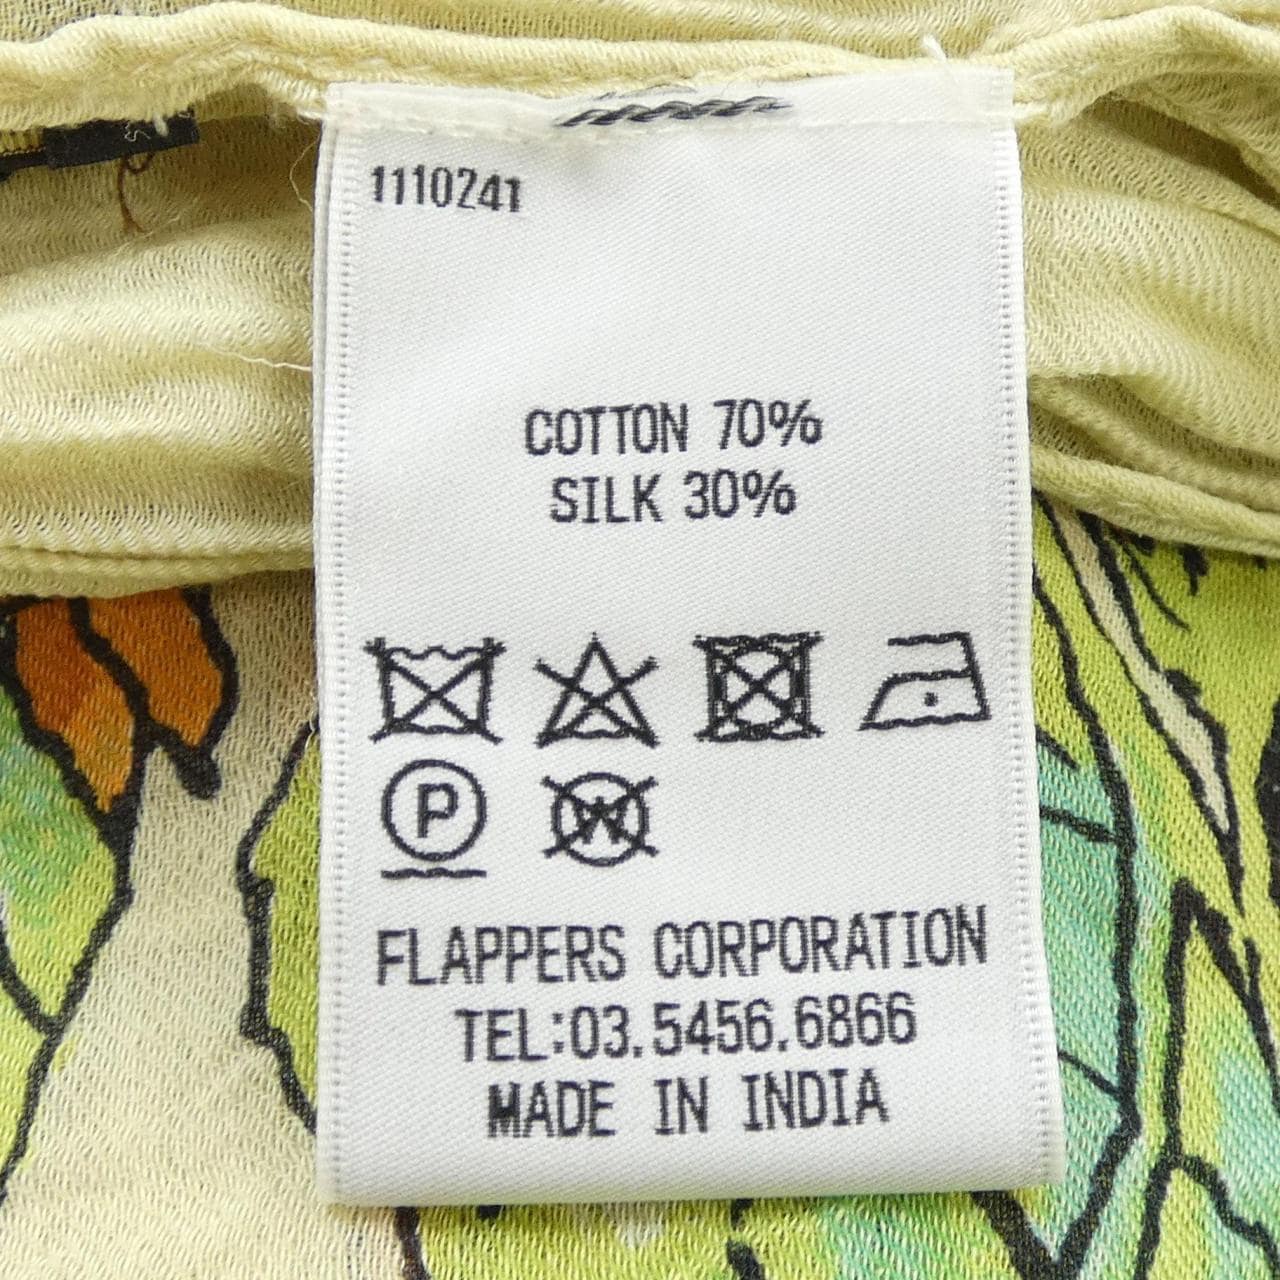 1110241
COTTON 70%
SILK 30%
P W
FLAPPERS CORPORATION
TEL:03.5456.6866
MADE IN INDIA